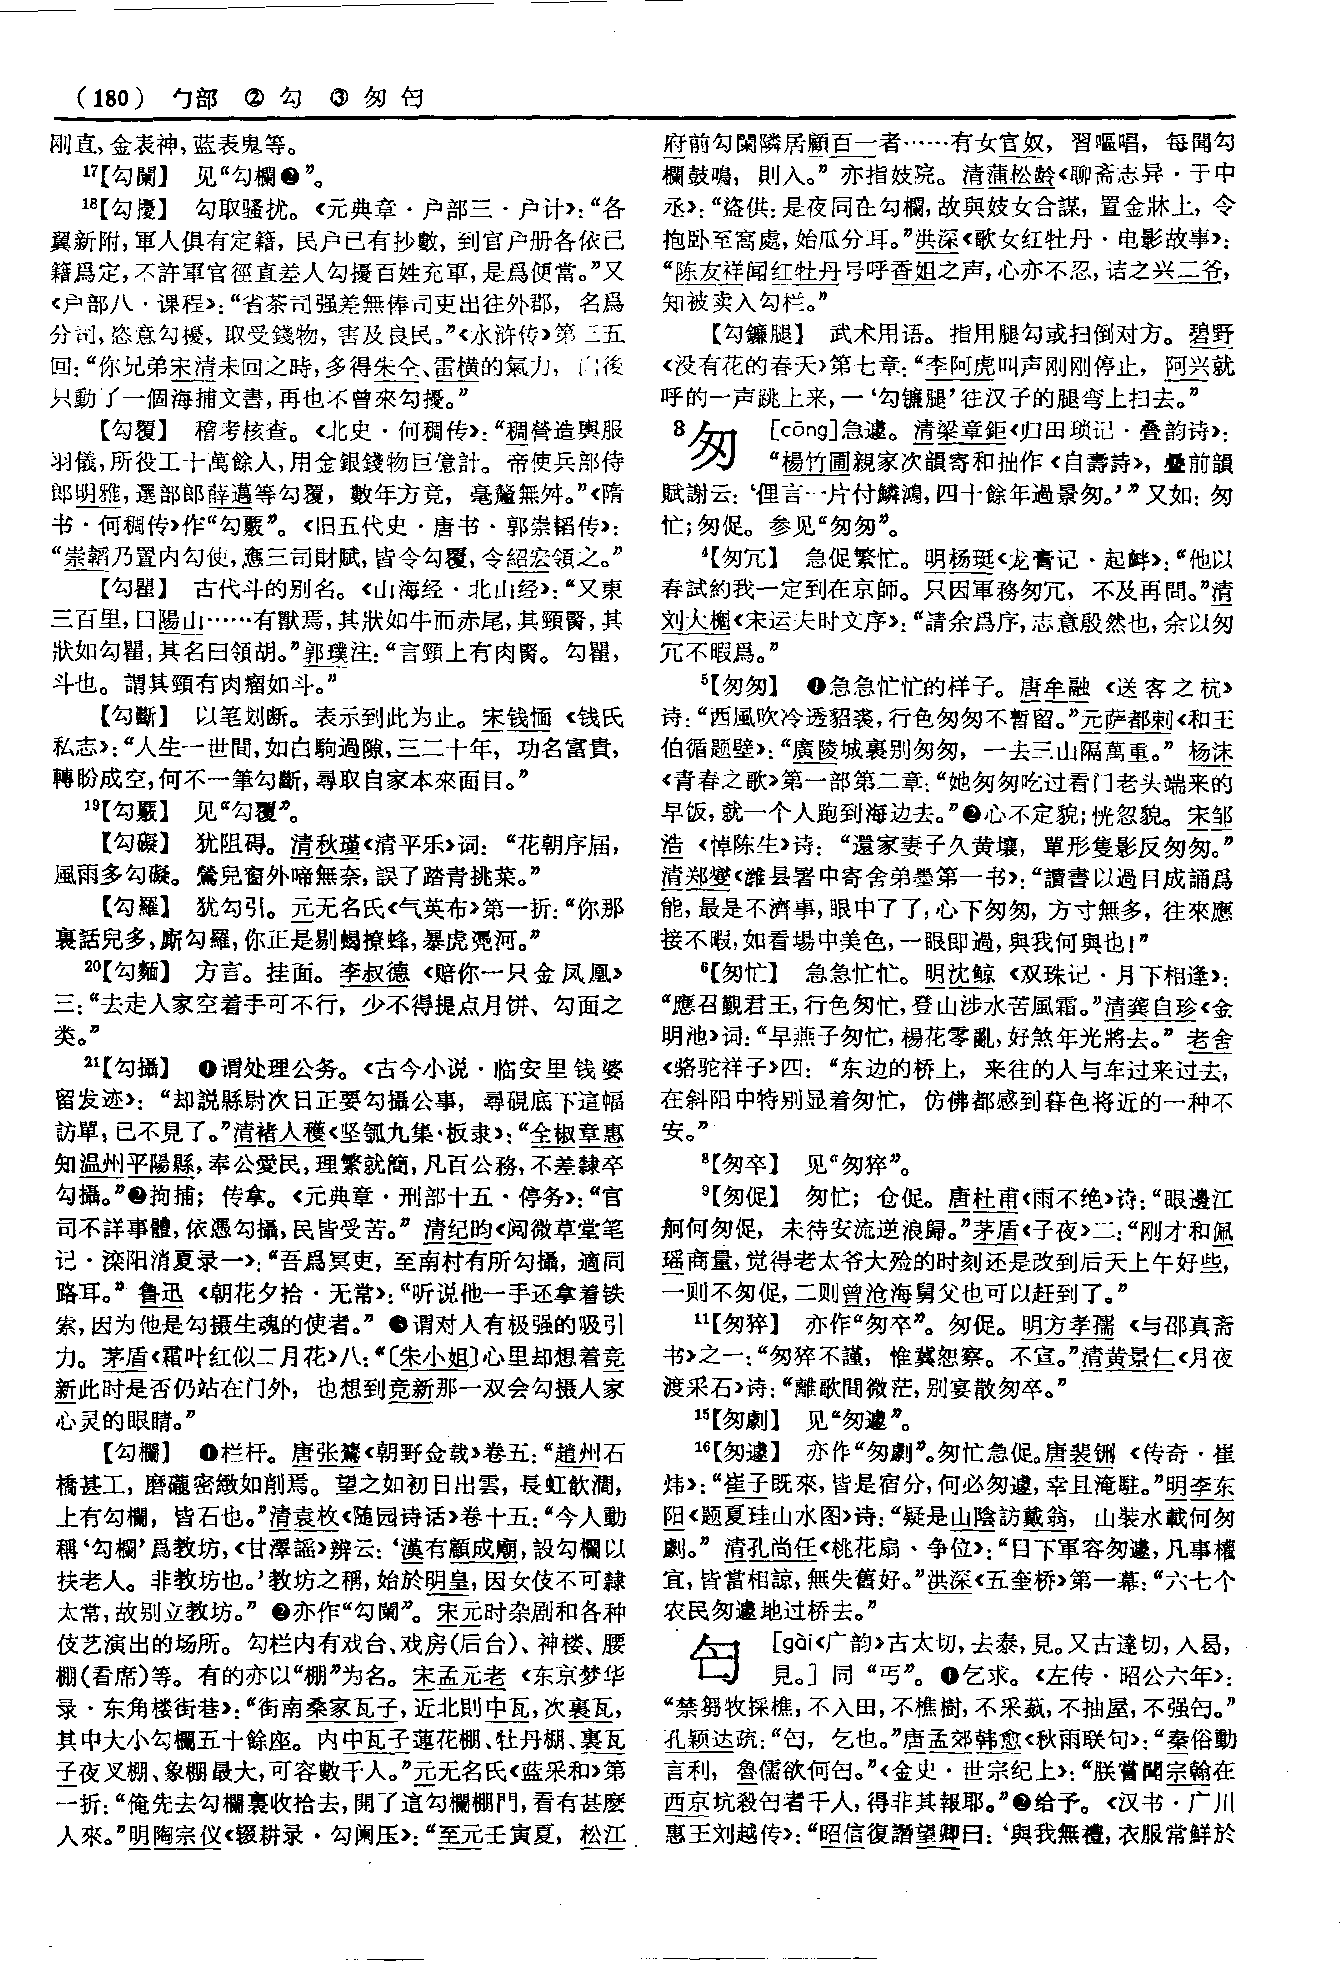 (180) 勹部 ② 勾 ③ 匆 匄
刚直,金表神,蓝表鬼等。
17【勾闌】 见“勾欄❷”。
18【勾擾】 勾取骚扰。《元典章·户部三·户计》:“各
翼新附,軍人俱有定籍,民户已有抄數,到官户册各依已
籍爲定,不許軍官徑直差人勾擾百姓充軍,是爲便當。”又
《户部八·课程》:“省茶司强差無俸司吏出往外郡,名爲
分司,恣意勾擾,取受錢物,害及良民。”《水浒传》第三五
回:“你兄弟宋清未回之時,多得朱仝、雷横的氣力,向後
只動了一個海捕文書,再也不曾來勾擾。”
【勾覆】 稽考核查。《北史·何稠传》:“稠營造輿服
羽儀,所役工十萬餘人,用金銀錢物巨億計。帝使兵部侍
郎明雅,選部郎薛邁等勾覆,數年方竟,毫釐無舛。”《隋
书·何稠传》作“勾覈”。《旧五代史·唐书·郭崇韬传》:
“崇韜乃置内勾使,應三司財賦,皆令勾覆,令紹宏領之。”
【勾瞿】 古代斗的别名。《山海经·北山经》:“又東
三百里,曰陽山……有獸焉,其狀如牛而赤尾,其頸䏔,其
狀如勾瞿,其名曰領胡。”郭璞注:“言頸上有肉䏔。勾瞿,
斗也。謂其頸有肉瘤如斗。”
【勾斷】 以笔划断。表示到此为止。宋钱愐《钱氏
私志》:“人生一世間,如白駒過隙,三二十年,功名富貴,
轉盼成空,何不一筆勾斷,尋取自家本來面目。”
19【勾覈】 见“勾覆”。
【勾礙】 犹阻碍。清秋瑾《清平乐》词:“花朝序届,
風雨多勾礙。鶯兒窗外啼無奈,誤了踏青挑菜。”
【勾羅】 犹勾引。元无名氏《气英布》第一折:“你那
裏話兒多,廝勾羅,你正是剔蝎撩蜂,暴虎馮河。”
20【勾麵】 方言。挂面。李叔德《赔你一只金凤凰》
三:“去走人家空着手可不行,少不得提点月饼、勾面之
类。”
21【勾攝】 ❶谓处理公务。《古今小说·临安里钱婆
留发迹》:“却説縣尉次日正要勾攝公事,尋硯底下這幅
訪單,已不見了。”清褚人穫《坚瓠九集·板隶》:“全椒章惠
知温州平陽縣,奉公愛民,理繁就簡,凡百公務,不差隸卒
勾攝。”❷拘捕;传拿。《元典章·刑部十五·停务》:“官
司不詳事體,依憑勾攝,民皆受苦。”清纪昀《阅微草堂笔
记·滦阳消夏录一》:“吾爲冥吏,至南村有所勾攝,適同
路耳。”鲁迅《朝花夕拾·无常》:“听说他一手还拿着铁
索,因为他是勾摄生魂的使者。”❸谓对人有极强的吸引
力。茅盾《霜叶红似二月花》八:“〔朱小姐〕心里却想着竞
新此时是否仍站在门外,也想到竞新那一双会勾摄人家
心灵的眼睛。”
【勾欄】 ❶栏杆。唐张鷟《朝野佥载》卷五:“趙州石
橋甚工,磨礲密緻如削焉。望之如初日出雲,長虹飲澗,
上有勾欄,皆石也。”清袁枚《随园诗话》卷十五:“今人動
稱‘勾欄’爲教坊,《甘澤謡》辨云:‘漢有顧成廟,設勾欄以
扶老人。非教坊也。’教坊之稱,始於明皇,因女伎不可隸
太常,故别立教坊。”❷亦作“勾闌”。宋元时杂剧和各种
伎艺演出的场所。勾栏内有戏台、戏房(后台)、神楼、腰
棚(看席)等。有的亦以“棚”为名。宋孟元老《东京梦华
录·东角楼街巷》:“街南桑家瓦子,近北則中瓦,次裏瓦,
其中大小勾欄五十餘座。内中瓦子蓮花棚、牡丹棚、裏瓦
子夜叉棚、象棚最大,可容數千人。”元无名氏《蓝采和》第
一折:“俺先去勾欄裏收拾去,開了這勾欄棚門,看有甚麽
人來。”明陶宗仪《辍耕录·勾阑压》:“至元壬寅夏,松江
府前勾闌隣居顧百一者……有女官奴,習嘔唱,每聞勾
欄鼓鳴,則入。”亦指妓院。清蒲松龄《聊斋志异·于中
丞》:“盜供:是夜同在勾欄,故與妓女合謀,置金牀上,令
抱卧至窩處,始瓜分耳。”洪深《歌女红牡丹·电影故事》:
“陈友祥闻红牡丹号呼香姐之声,心亦不忍,诘之兴二爷,
知被卖入勾栏。”
【勾鐮腿】 武术用语。指用腿勾或扫倒对方。碧野
《没有花的春天》第七章:“李阿虎叫声刚刚停止,阿兴就
呼的一声跳上来,一‘勾镰腿’往汉子的腿弯上扫去。”
8匆 [cōng]急遽。清梁章鉅《归田琐记·叠韵诗》:
“楊竹圃親家次韻寄和拙作《自壽詩》,疊前韻
賦謝云:‘俚言一片付鱗鴻,四十餘年過景匆。’”又如:匆
忙;匆促。参见“匆匆”。
4【匆冗】 急促繁忙。明杨珽《龙膏记·起衅》:“他以
春試約我一定到在京師。只因軍務匆冗,不及再問。”清
刘大櫆《宋运夫时文序》:“請余爲序,志意殷然也,余以匆
冗不暇爲。”
5【匆匆】 ❶急急忙忙的样子。唐牟融《送客之杭》
诗:“西風吹冷透貂裘,行色匆匆不暫留。”元萨都剌《和王
伯循题壁》:“廣陵城裏别匆匆,一去三山隔萬重。”杨沫
《青春之歌》第一部第二章:“她匆匆吃过看门老头端来的
早饭,就一个人跑到海边去。”❷心不定貌;恍忽貌。宋邹
浩《悼陈生》诗:“還家妻子久黄壤,單形隻影反匆匆。”
清郑燮《潍县署中寄舍弟墨第一书》:“讀書以過目成誦爲
能,最是不濟事,眼中了了,心下匆匆,方寸無多,往來應
接不暇,如看場中美色,一眼即過,與我何與也!”
6【匆忙】 急急忙忙。明沈鲸《双珠记·月下相逢》:
“應召覲君王,行色匆忙,登山涉水苦風霜。”清龚自珍《金
明池》词:“早燕子匆忙,楊花零亂,好煞年光將去。”老舍
《骆驼祥子》四:“东边的桥上,来往的人与车过来过去,
在斜阳中特别显着匆忙,仿佛都感到暮色将近的一种不
安。”
8【匆卒】 见“匆猝”。
9【匆促】 匆忙;仓促。唐杜甫《雨不绝》诗:“眼邊江
舸何匆促,未待安流逆浪歸。”茅盾《子夜》二:“刚才和佩
瑶商量,觉得老太爷大殓的时刻还是改到后天上午好些,
一则不匆促,二则曾沧海舅父也可以赶到了。”
11【匆猝】 亦作“匆卒”。匆促。明方孝孺《与邵真斋
书》之一:“匆猝不謹,惟冀恕察。不宣。”清黄景仁《月夜
渡采石》诗:“離歌間微茫,别宴散匆卒。”
15【匆劇】 见“匆遽”。
16【匆遽】 亦作“匆劇”。匆忙急促。唐裴铏《传奇·崔
炜》:“崔子既來,皆是宿分,何必匆遽,幸且淹駐。”明李东
阳《题夏珪山水图》诗:“疑是山陰訪戴翁,山裝水載何匆
劇。”清孔尚任《桃花扇·争位》:“目下軍容匆遽,凡事權
宜,皆當相諒,無失舊好。”洪深《五奎桥》第一幕:“六七个
农民匆遽地过桥去。”
匄 [gài《广韵》古太切,去泰,見。又古達切,入曷,
見。]同“丐”。❶乞求。《左传·昭公六年》:
“禁芻牧採樵,不入田,不樵樹,不采蓺,不抽屋,不强匄。”
孔颖达疏:“匄,乞也。”唐孟郊韩愈《秋雨联句》:“秦俗動
言利,魯儒欲何匄。”《金史·世宗纪上》:“朕嘗聞宗翰在
西京坑殺匄者千人,得非其報耶。”❷给予。《汉书·广川
惠王刘越传》:“昭信復譖望卿曰:‘與我無禮,衣服常鮮於